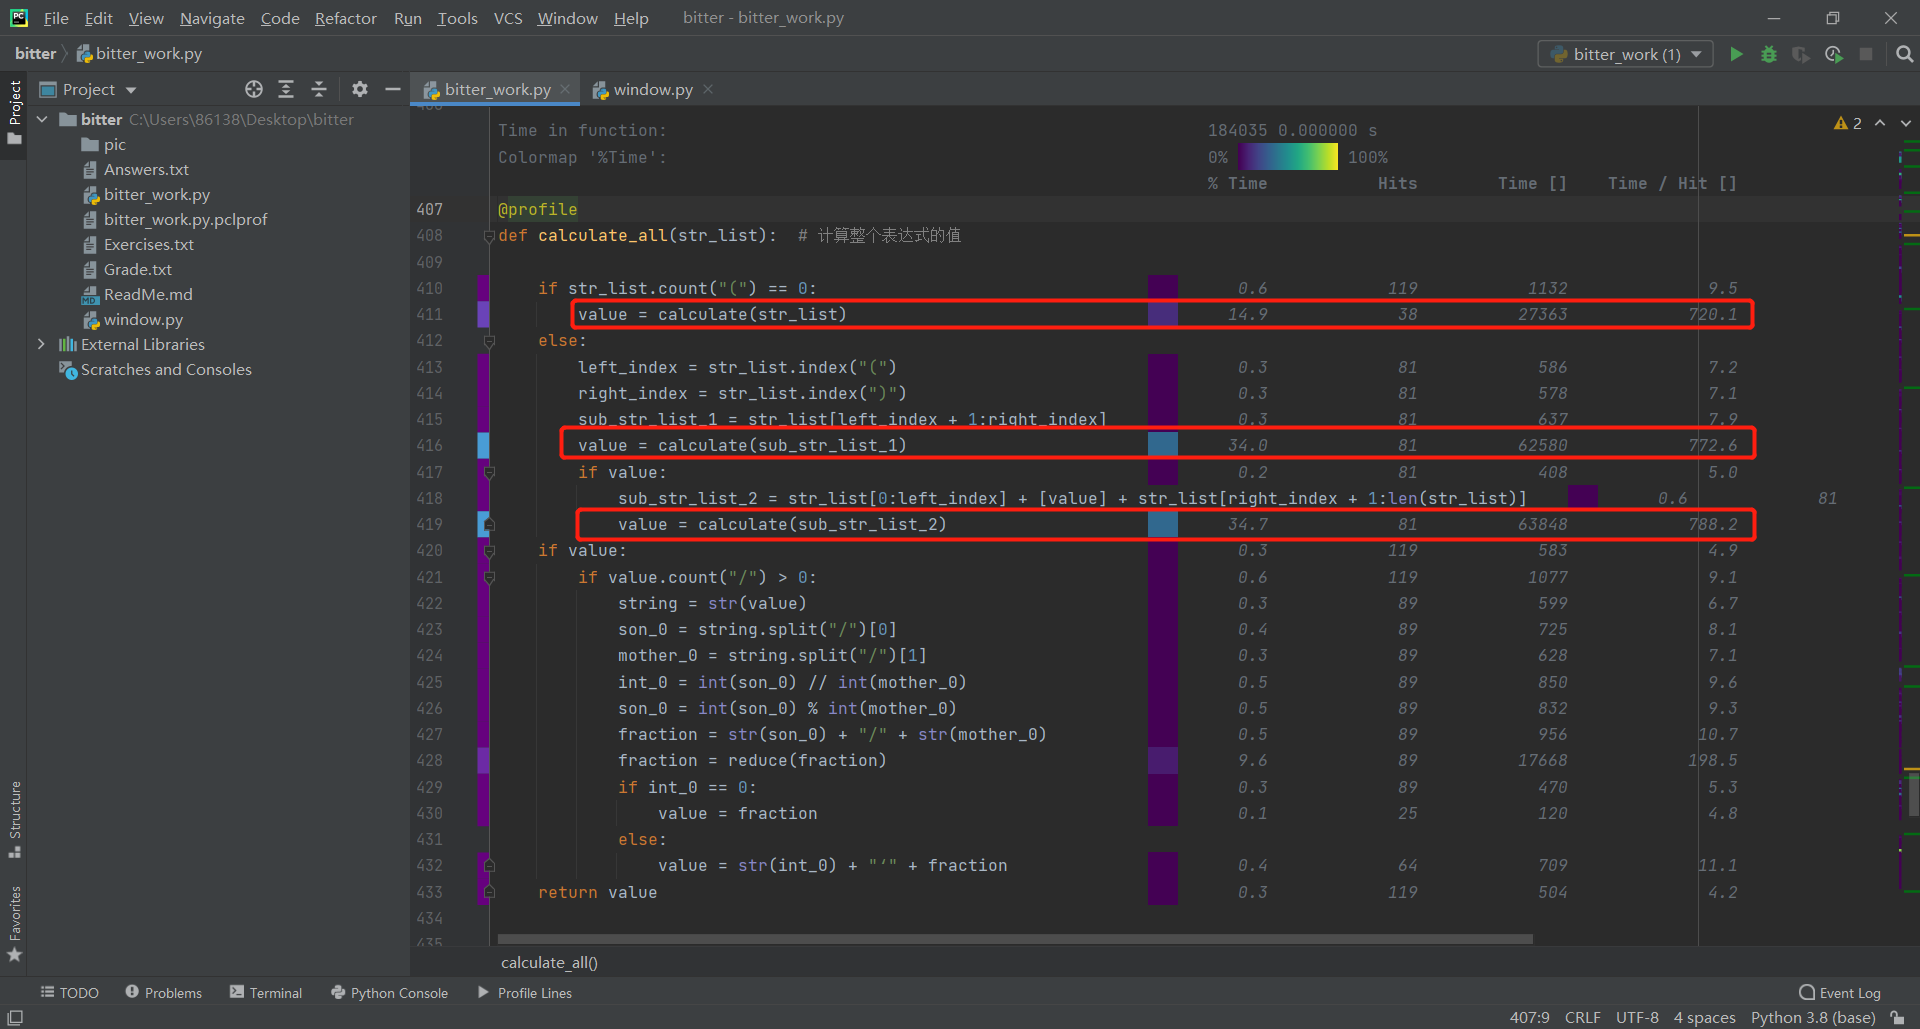 File Edit View Navigate Code Refactor Run Tools VCS Window Help bitter - bitter_work.py
bitter bitter_work.py bitter_work (1)
Project bitter_work.py window.py
Project
bitter C:\Users\86138\Desktop\bitter
pic
Answers.txt
bitter_work.py
bitter_work.py.pclprof
Exercises.txt
Grade.txt
ReadMe.md
window.py
External Libraries
Scratches and Consoles
Structure
Favorites
Time in function: 184035 0.000000 s
Colormap '%Time': 0% 100%
% Time Hits Time [] Time / Hit []
2
407 @profile
408 def calculate_all(str_list): # 计算整个表达式的值
409
410 if str_list.count("(") == 0: 0.6 119 1132 9.5
411 value = calculate(str_list) 14.9 38 27363 720.1
412 else:
413 left_index = str_list.index("(") 0.3 81 586 7.2
414 right_index = str_list.index(")") 0.3 81 578 7.1
415 sub_str_list_1 = str_list[left_index + 1:right_index] 0.3 81 637 7.9
416 value = calculate(sub_str_list_1) 34.0 81 62580 772.6
417 if value: 0.2 81 408 5.0
418 sub_str_list_2 = str_list[0:left_index] + [value] + str_list[right_index + 1:len(str_list)] 0.6 81
419 value = calculate(sub_str_list_2) 34.7 81 63848 788.2
420 if value: 0.3 119 583 4.9
421 if value.count("/") > 0: 0.6 119 1077 9.1
422 string = str(value) 0.3 89 599 6.7
423 son_0 = string.split("/")[0] 0.4 89 725 8.1
424 mother_0 = string.split("/")[1] 0.3 89 628 7.1
425 int_0 = int(son_0) // int(mother_0) 0.5 89 850 9.6
426 son_0 = int(son_0) % int(mother_0) 0.5 89 832 9.3
427 fraction = str(son_0) + "/" + str(mother_0) 0.5 89 956 10.7
428 fraction = reduce(fraction) 9.6 89 17668 198.5
429 if int_0 == 0: 0.3 89 470 5.3
430 value = fraction 0.1 25 120 4.8
431 else:
432 value = str(int_0) + "‘" + fraction 0.4 64 709 11.1
433 return value 0.3 119 504 4.2
434
435
calculate_all()
TODO Problems Terminal Python Console Profile Lines Event Log
407:9 CRLF UTF-8 4 spaces Python 3.8 (base)